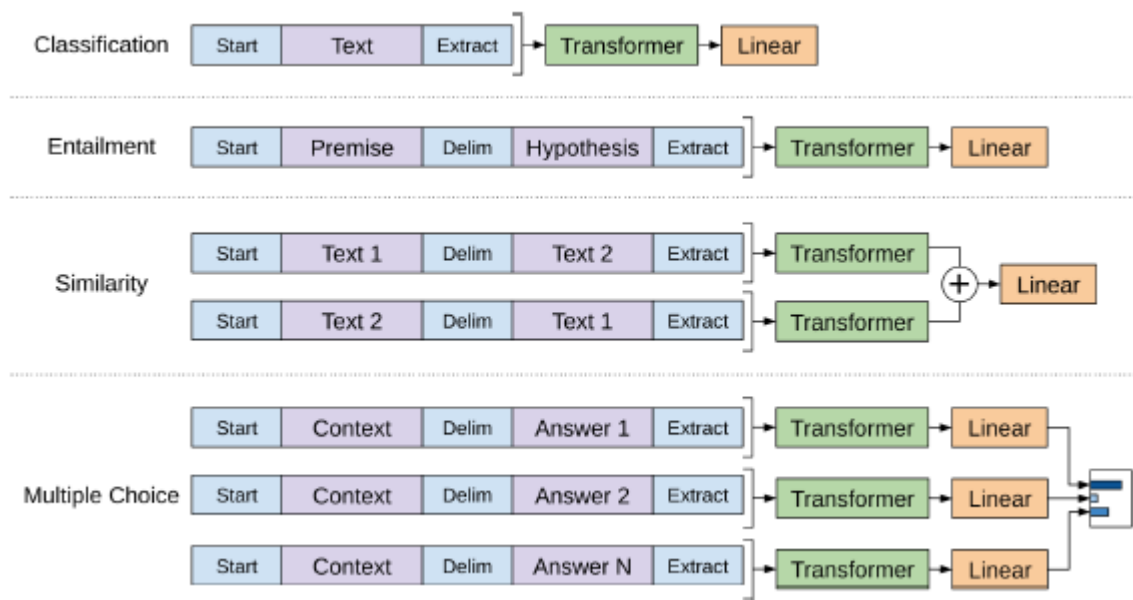 Classification Start Text Extract Transformer Linear
Entailment Start Premise Delim Hypothesis Extract Transformer Linear
Start Text 1 Delim Text 2 Extract Transformer
Similarity + Linear
Start Text 2 Delim Text 1 Extract Transformer
Start Context Delim Answer 1 Extract Transformer Linear
Multiple Choice Start Context Delim Answer 2 Extract Transformer Linear
Start Context Delim Answer N Extract Transformer Linear